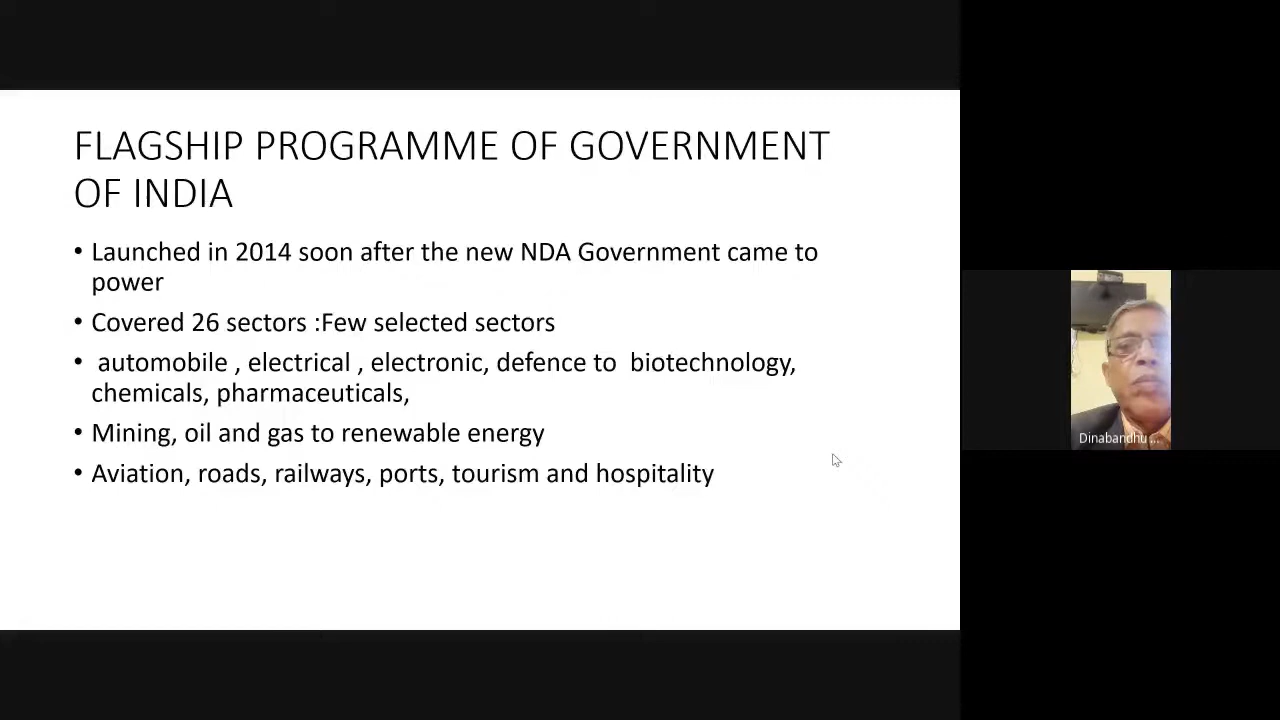 FLAGSHIP PROGRAMME OF GOVERNMENT
OF INDIA
• Launched in 2014 soon after the new NDA Government came to
power
• Covered 26 sectors :Few selected sectors
• automobile , electrical , electronic, defence to biotechnology,
chemicals, pharmaceuticals,
• Mining, oil and gas to renewable energy
• Aviation, roads, railways, ports, tourism and hospitality
Dinabandhu ...